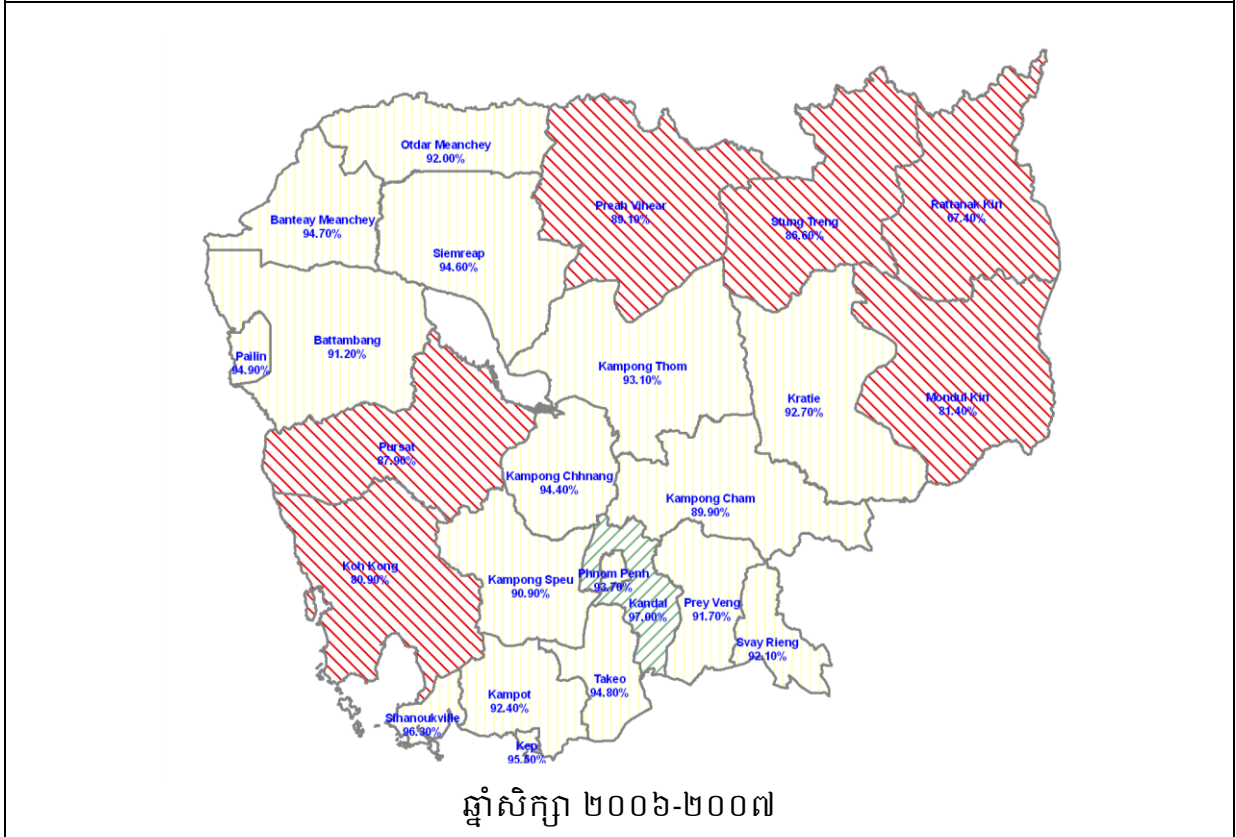 Otdar Meanchey
92.00%
Banteay Meanchey
94.70%
Siemreap
94.60%
Preah Vihear
89.10%
Stung Treng
86.60%
Rattanak Kiri
67.40%
Battambang
91.20%
Pailin
94.90%
Kampong Thom
93.10%
Kratie
92.70%
Mondul Kiri
81.40%
Pursat
87.90%
Kampong Chhnang
94.40%
Kampong Cham
89.90%
Koh Kong
80.90%
Kampong Speu
90.90%
Phnom Penh
93.70%
Kandal
97.00%
Prey Veng
91.70%
Svay Rieng
92.10%
Takeo
94.80%
Kampot
92.40%
Sihanoukville
96.30%
Kep
95.50%
ឆ្នាំសិក្សា ២០០៦-២០០៧